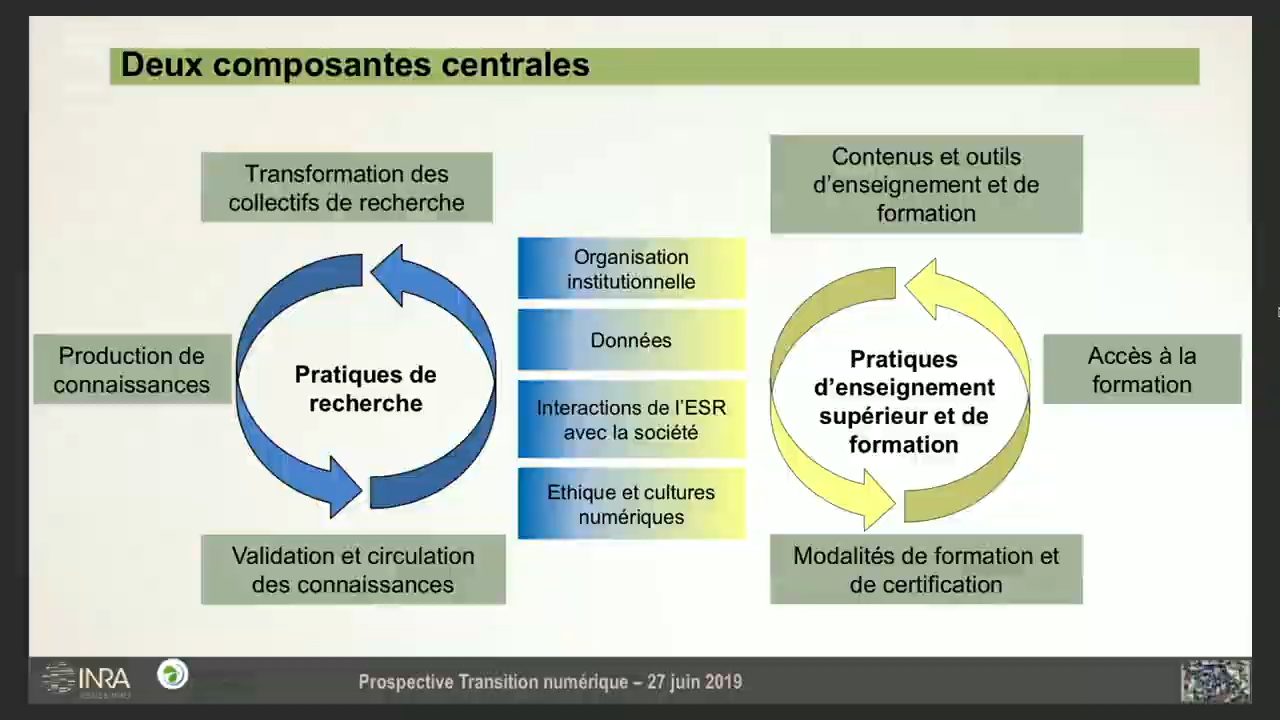 Deux composantes centrales
Transformation des
collectifs de recherche
Production de
connaissances
Pratiques de
recherche
Validation et circulation
des connaissances
Organisation
institutionnelle
Données
Interactions de l’ESR
avec la société
Ethique et cultures
numériques
Contenus et outils
d’enseignement et de
formation
Pratiques
d’enseignement
supérieur et de
formation
Accès à la
formation
Modalités de formation et
de certification
INRA
Prospective Transition numérique – 27 juin 2019